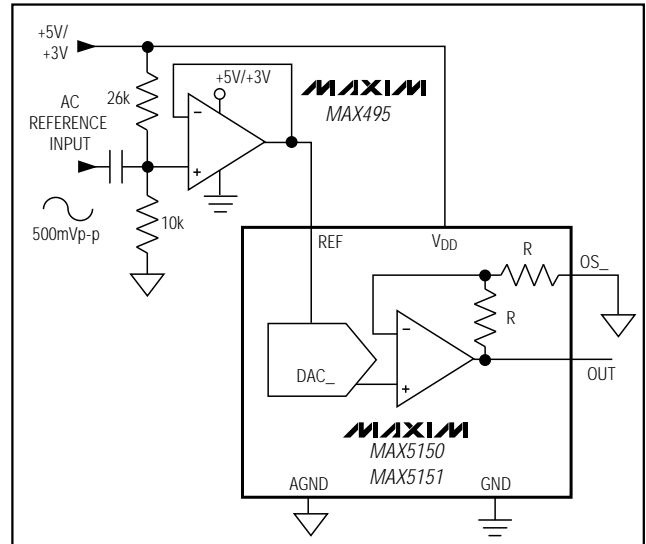 +5V/
+3V
+5V/+3V
MAXIM
MAX495
26k
AC
REFERENCE
INPUT
10k
500mVp-p
REF
VDD
R
OS_
R
DAC_
OUT
MAXIM
MAX5150
MAX5151
AGND
GND
-
+
-
+